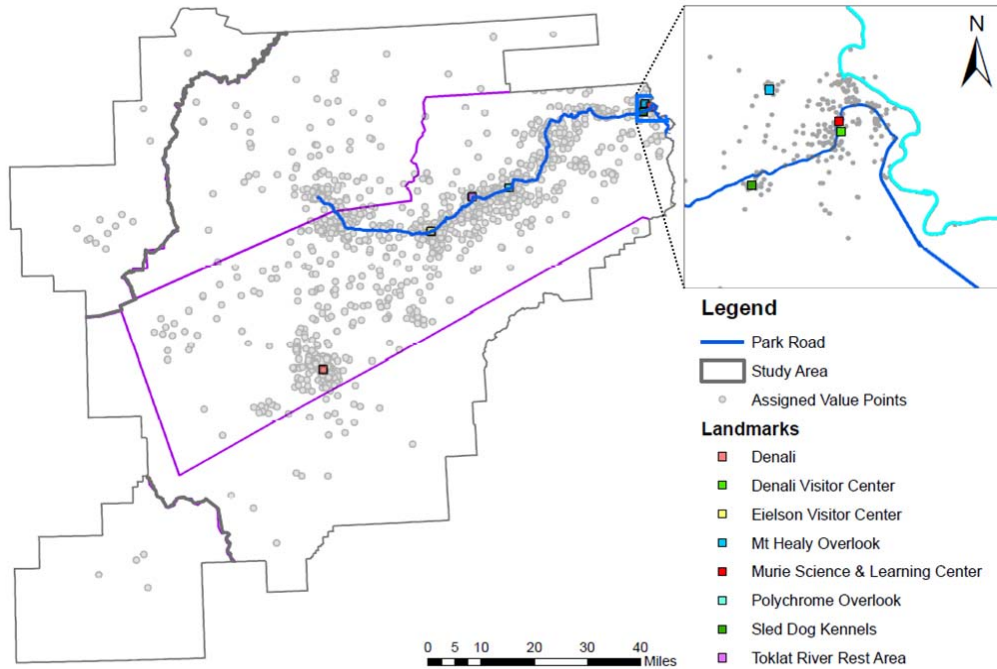 N
Legend
Park Road
Study Area
Assigned Value Points
Landmarks
Denali
Denali Visitor Center
Eielson Visitor Center
Mt Healy Overlook
Murie Science & Learning Center
Polychrome Overlook
Sled Dog Kennels
Toklat River Rest Area
0 5 10 20 30 40
Miles